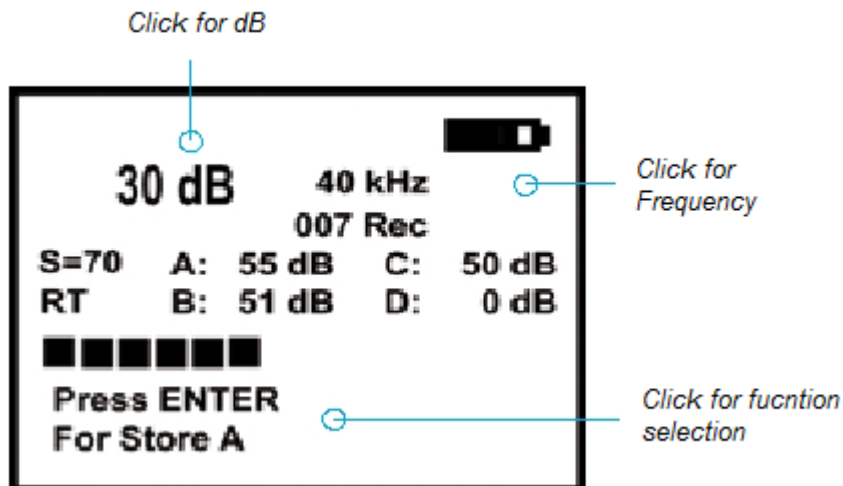 Click for dB
30 dB 40 kHz
007 Rec
Click for
Frequency
S=70 A: 55 dB C: 50 dB
RT B: 51 dB D: 0 dB
Press ENTER
For Store A
Click for fucntion
selection